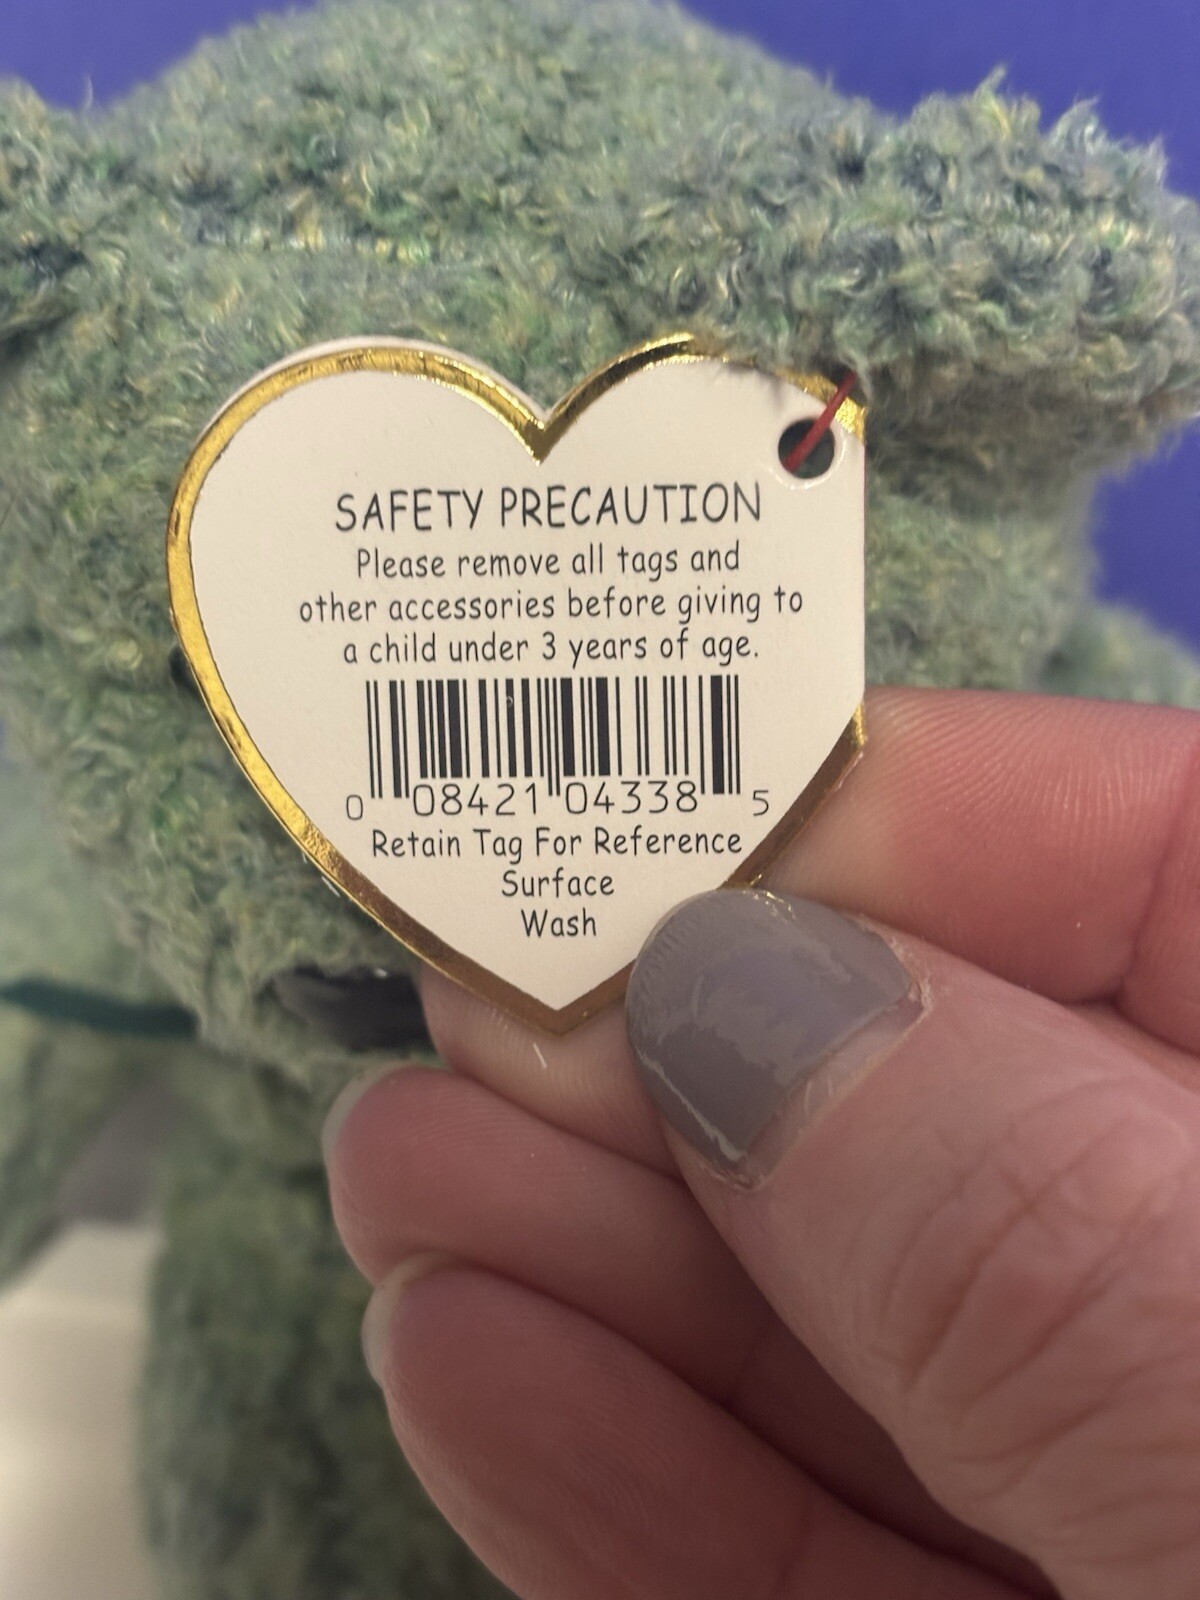 SAFETY PRECAUTION
Please remove all tags and
other accessories before giving to
a child under 3 years of age.
0 08421 04338 5
Retain Tag For Reference
Surface
Wash